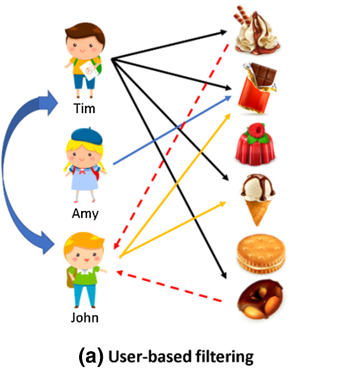 Tim
Amy
John
(a) User-based filtering